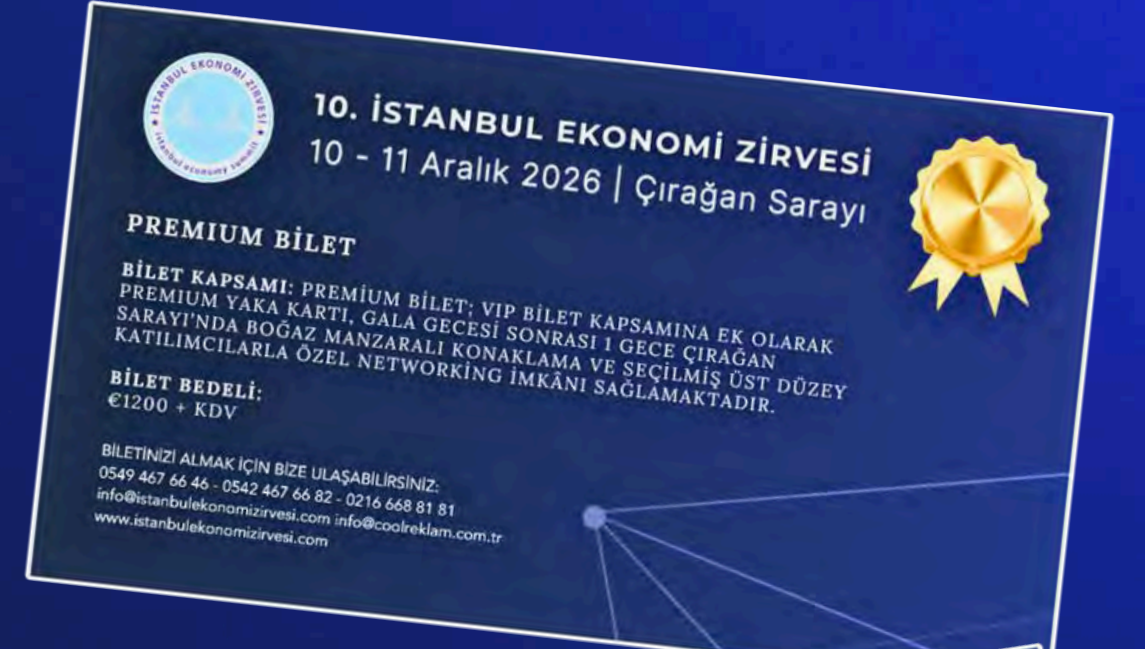 İSTANBUL EKONOMİ ZİRVESİ
istanbul economy summit
10. İSTANBUL EKONOMİ ZİRVESİ
10 - 11 Aralık 2026 | Çırağan Sarayı
PREMIUM BİLET
BİLET KAPSAMI: PREMİUM BİLET; VIP BİLET KAPSAMINA EK OLARAK
PREMIUM YAKA KARTI, GALA GECESİ SONRASI 1 GECE ÇIRAĞAN
SARAYI'NDA BOĞAZ MANZARALI KONAKLAMA VE SEÇİLMİŞ ÜST DÜZEY
KATILIMCILARLA ÖZEL NETWORKİNG İMKÂNI SAĞLAMAKTADIR.
BİLET BEDELİ:
€1200 + KDV
BİLETİNİZİ ALMAK İÇİN BİZE ULAŞABİLİRSİNİZ:
0549 467 66 46 - 0542 467 66 82 - 0216 668 81 81
info@istanbulekonomizirvesi.com info@coolreklam.com.tr
www.istanbulekonomizirvesi.com